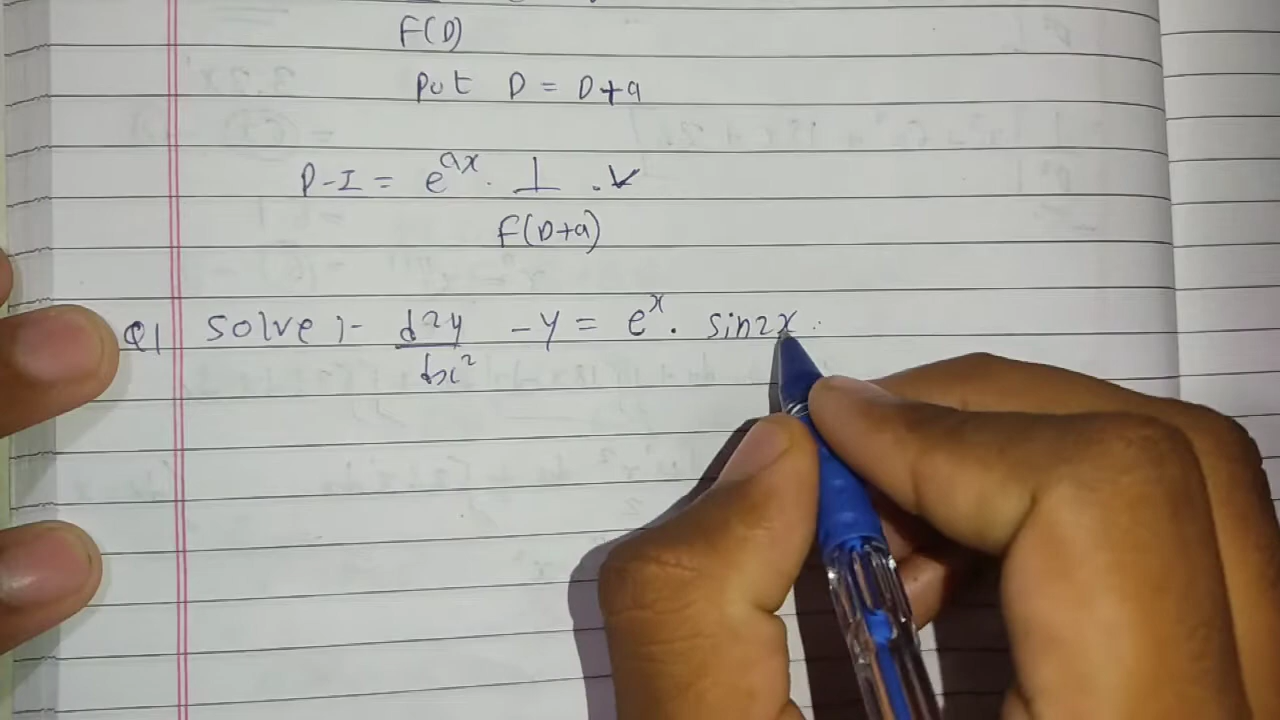 F(D)
Put D = D+a
P-I = e^ax . 1 . V
F(D+a)
Q1 Solve :- d2y - y = e^x . sin2x
dx²